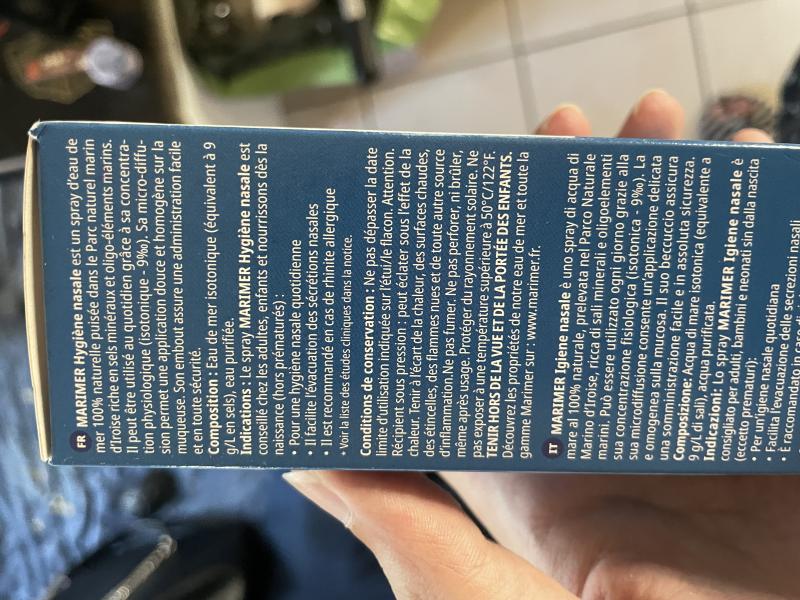 FR MARIMER Hygiène nasale est un spray d'eau de
mer 100% naturelle puisée dans le Parc naturel marin
d'Iroise riche en sels minéraux et oligo-éléments marins.
Il peut être utilisé au quotidien grâce à sa concentra-
tion physiologique (isotonique - 9‰). Sa micro-diffu-
sion permet une application douce et homogène sur la
muqueuse. Son embout assure une administration facile
et en toute sécurité.
Composition : Eau de mer isotonique (équivalent à 9
g/L en sels), eau purifiée.
Indications : Le spray MARIMER Hygiène nasale est
conseillé chez les adultes, enfants et nourrissons dès la
naissance (hors prématurés) :
• Pour une hygiène nasale quotidienne
• Il facilite l'évacuation des sécrétions nasales
• Il est recommandé en cas de rhinite allergique
• Voir la liste des études cliniques dans la notice.
Conditions de conservation : Ne pas dépasser la date
limite d'utilisation indiquée sur l'étui/le flacon. Attention.
Récipient sous pression : peut éclater sous l'effet de la
chaleur. Tenir à l'écart de la chaleur, des surfaces chaudes,
des étincelles, des flammes nues et de toute autre source
d'inflammation.Ne pas fumer. Ne pas perforer, ni brûler,
même après usage. Protéger du rayonnement solaire. Ne
pas exposer à une température supérieure à 50°C/122°F.
TENIR HORS DE LA VUE ET DE LA PORTÉE DES ENFANTS.
Découvrez les propriétés de notre eau de mer et toute la
gamme Marimer sur : www.marimer.fr.
IT MARIMER Igiene nasale è uno spray di acqua di
mare al 100% naturale, prelevata nel Parco Naturale
Marino d'Iroise, ricca di sali minerali e oligoelementi
marini. Può essere utilizzato ogni giorno grazie alla
sua concentrazione fisiologica (isotonica - 9‰). La
sua microdiffusione consente un'applicazione delicata
e omogenea sulla mucosa. Il suo beccuccio assicura
una somministrazione facile e in assoluta sicurezza.
Composizione: Acqua di mare isotonica (equivalente a
9 g/L di sali), acqua purificata.
Indicazioni: Lo spray MARIMER Igiene nasale è
consigliato per adulti, bambini e neonati sin dalla nascita
(eccetto prematuri):
• Per un'igiene nasale quotidiana
• Facilita l'evacuazione delle secrezioni nasali
• È raccomandato in caso